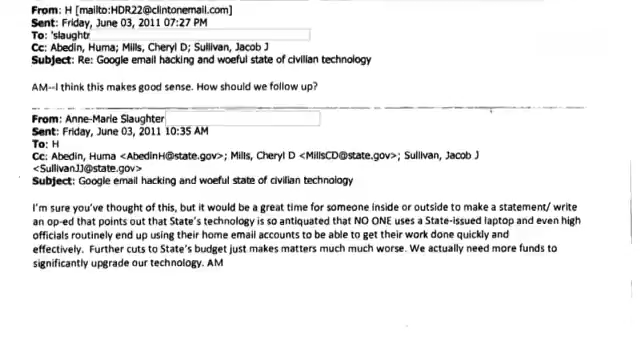 From: H [mailto:HDR22@clintonemail.com]
Sent: Friday, June 03, 2011 07:27 PM
To: 'slaught
Cc: Abedin, Huma; Mills, Cheryl D; Sullivan, Jacob J
Subject: Re: Google email hacking and woeful state of civilian technology
AM--I think this makes good sense. How should we follow up?
From: Anne-Marie Slaughter
Sent: Friday, June 03, 2011 10:35 AM
To: H
Cc: Abedin, Huma <AbedinH@state.gov>; Mills, Cheryl D <MillsCD@state.gov>; Sullivan, Jacob J
<SullivanJJ@state.gov>
Subject: Google email hacking and woeful state of civilian technology
I'm sure you've thought of this, but it would be a great time for someone inside or outside to make a statement/ write
an op-ed that points out that State's technology is so antiquated that NO ONE uses a State-issued laptop and even high
officials routinely end up using their home email accounts to be able to get their work done quickly and
effectively. Further cuts to State's budget just makes matters much much worse. We actually need more funds to
significantly upgrade our technology. AM